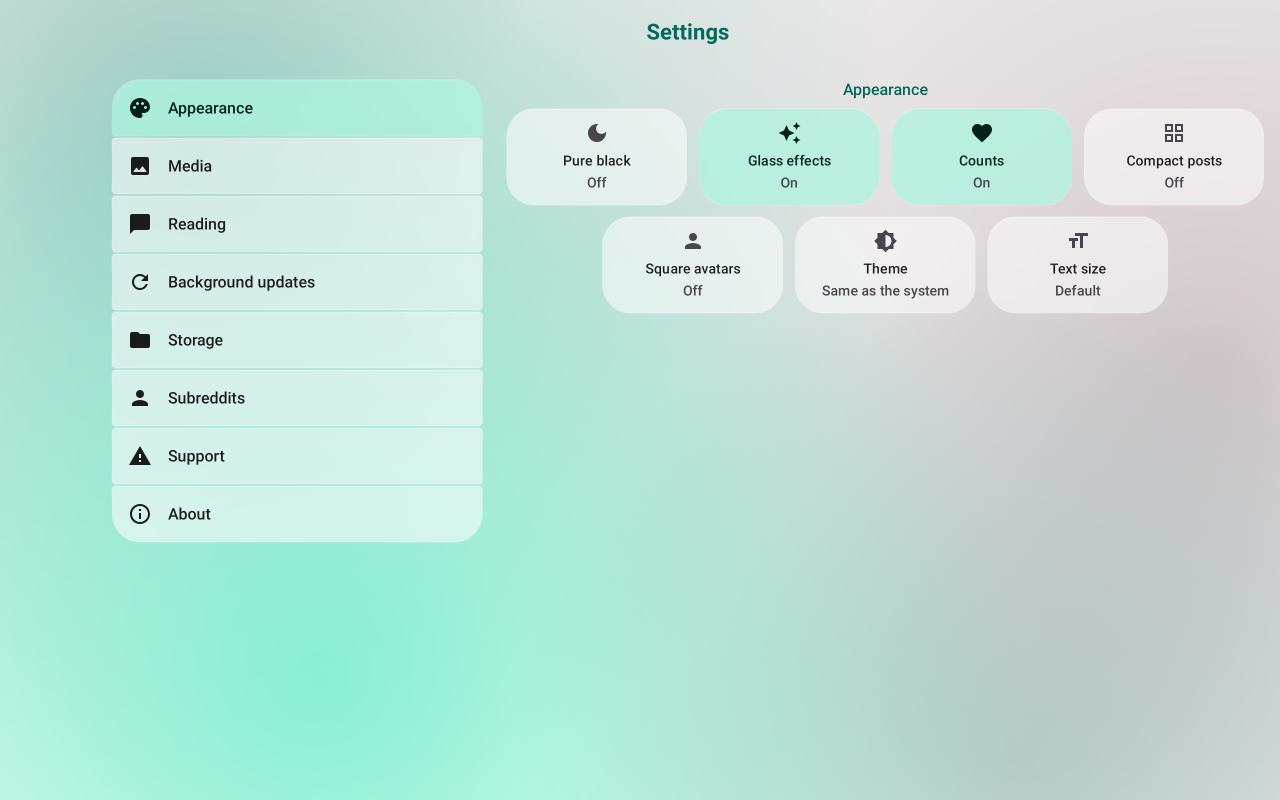 Settings
Appearance
Media
Reading
Background updates
Storage
Subreddits
Support
About
Appearance
Pure black
Off
Glass effects
On
Counts
On
Compact posts
Off
Square avatars
Off
Theme
Same as the system
Text size
Default